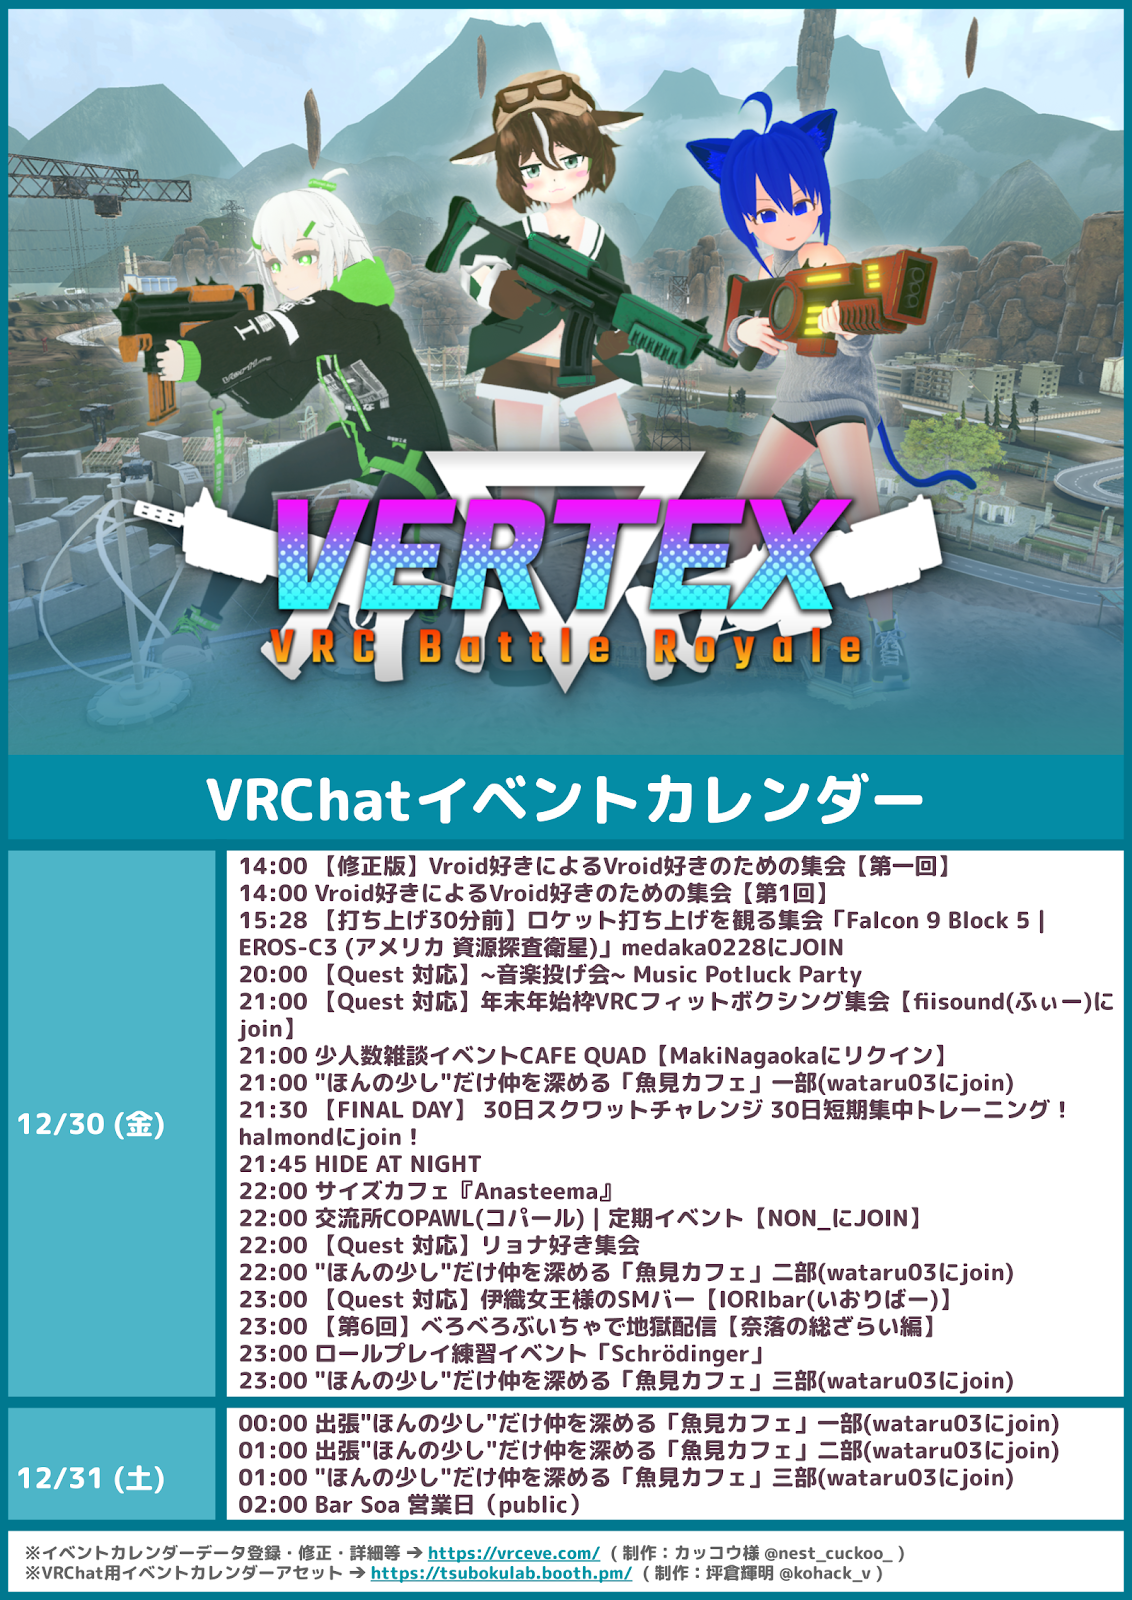 VERTEX
VRC Battle Royale
VRChatイベントカレンダー
12/30 (金)
14:00 【修正版】Vroid好きによるVroid好きのための集会【第一回】
14:00 Vroid好きによるVroid好きのための集会【第1回】
15:28 【打ち上げ30分前】ロケット打ち上げを観る集会「Falcon 9 Block 5 |
EROS-C3 (アメリカ 資源探査衛星)」medaka0228にJOIN
20:00 【Quest 対応】~音楽投げ会~ Music Potluck Party
21:00 【Quest 対応】年末年始枠VRCフィットボクシング集会【fiisound(ふぃー)に
join】
21:00 少人数雑談イベントCAFE QUAD【MakiNagaokaにリクイン】
21:00 "ほんの少し"だけ仲を深める「魚見カフェ」一部(wataru03にjoin)
21:30 【FINAL DAY】 30日スクワットチャレンジ 30日短期集中トレーニング！
halmondにjoin！
21:45 HIDE AT NIGHT
22:00 サイズカフェ『Anasteema』
22:00 交流所COPAWL(コパール) | 定期イベント【NON_にJOIN】
22:00 【Quest 対応】リョナ好き集会
22:00 "ほんの少し"だけ仲を深める「魚見カフェ」二部(wataru03にjoin)
23:00 【Quest 対応】伊織女王様のSMバー【IORIbar(いおりばー)】
23:00 【第6回】べろべろぶいちゃで地獄配信【奈落の総ざらい編】
23:00 ロールプレイ練習イベント「Schrödinger」
23:00 "ほんの少し"だけ仲を深める「魚見カフェ」三部(wataru03にjoin)
12/31 (土)
00:00 出張"ほんの少し"だけ仲を深める「魚見カフェ」一部(wataru03にjoin)
01:00 出張"ほんの少し"だけ仲を深める「魚見カフェ」二部(wataru03にjoin)
01:00 "ほんの少し"だけ仲を深める「魚見カフェ」三部(wataru03にjoin)
02:00 Bar Soa 営業日（public）
※イベントカレンダーデータ登録・修正・詳細等 ➔ https://vrceve.com/ （制作：カッコウ様 @nest_cuckoo_ ）
※VRChat用イベントカレンダーアセット ➔ https://tsubokulab.booth.pm/ （制作：坪倉輝明 @kohack_v ）